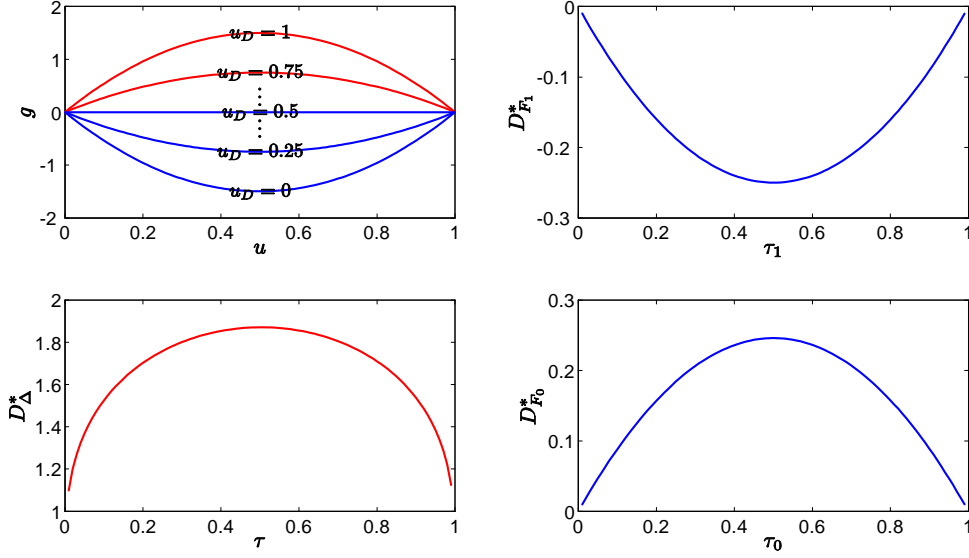 g
2
1
0
-1
-2
u_D = 1
u_D = 0.75
u_D = 0.5
u_D = 0.25
u_D = 0
0 0.2 0.4 0.6 0.8 1
u
D*_{F_1}
0
-0.1
-0.2
-0.3
0 0.2 0.4 0.6 0.8 1
τ_1
D*_Δ
2
1.8
1.6
1.4
1.2
1
0 0.2 0.4 0.6 0.8 1
τ
D*_{F_0}
0.3
0.2
0.1
0
0 0.2 0.4 0.6 0.8 1
τ_0